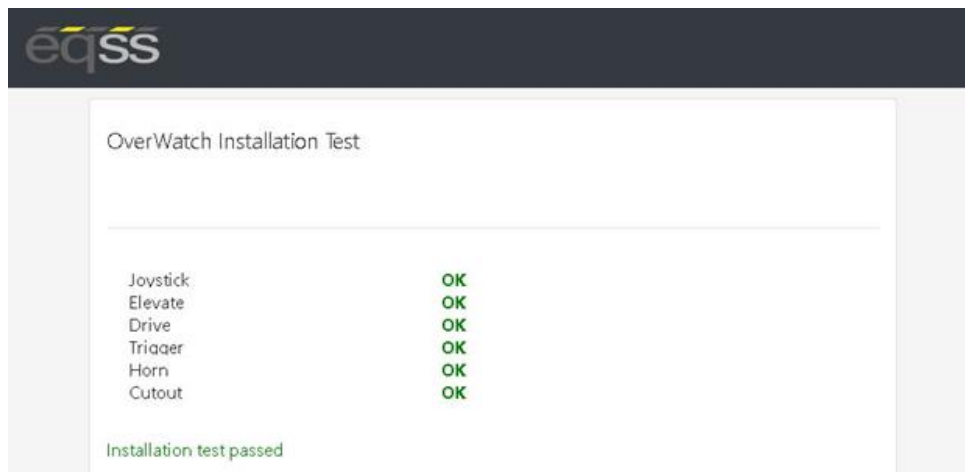 eqss
OverWatch Installation Test
Joystick OK
Elevate OK
Drive OK
Trigger OK
Horn OK
Cutout OK
Installation test passed